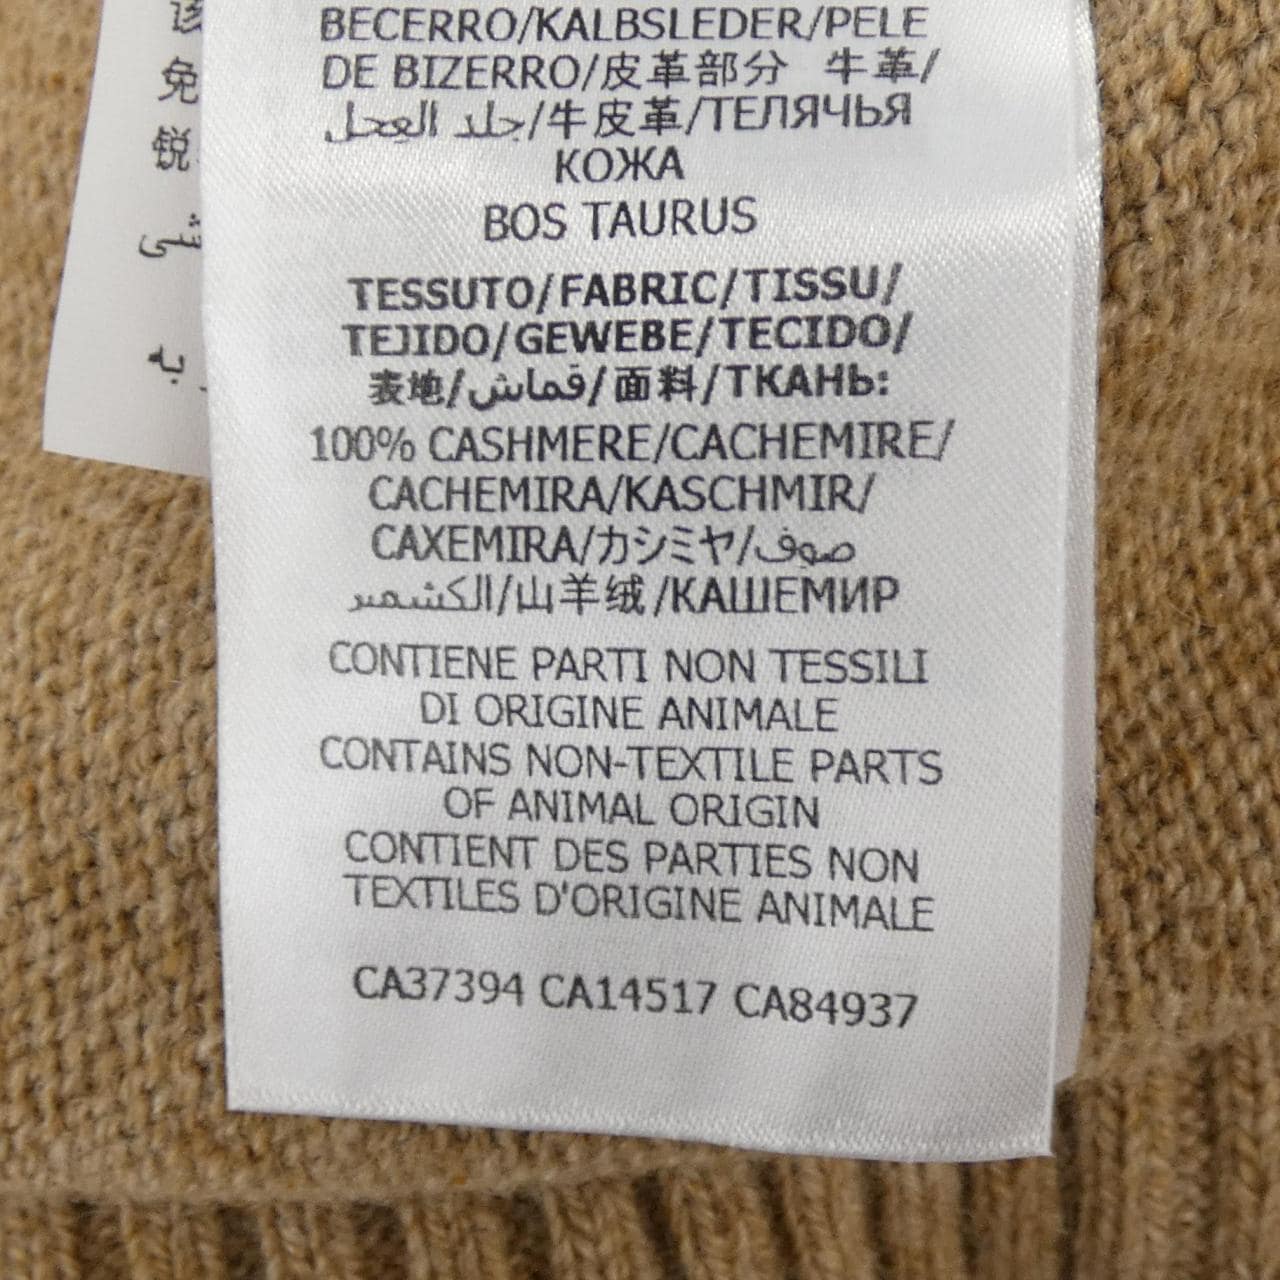 该
免
锐
BECERRO/KALBSLEDER/PELE
DE BIZERRO/皮革部分 牛革/
جلد العجل/牛皮革/ТЕЛЯЧЬЯ
КОЖА
BOS TAURUS
TESSUTO/FABRIC/TISSU/
TEJIDO/GEWEBE/TECIDO/
表地/قماش/面料/ТКАНЬ:
100% CASHMERE/CACHEMIRE/
CACHEMIRA/KASCHMIR/
CAXEMIRA/カシミヤ/صوف
الكشمير/山羊绒/КАШЕМИР
CONTIENE PARTI NON TESSILI
DI ORIGINE ANIMALE
CONTAINS NON-TEXTILE PARTS
OF ANIMAL ORIGIN
CONTIENT DES PARTIES NON
TEXTILES D'ORIGINE ANIMALE
CA37394 CA14517 CA84937